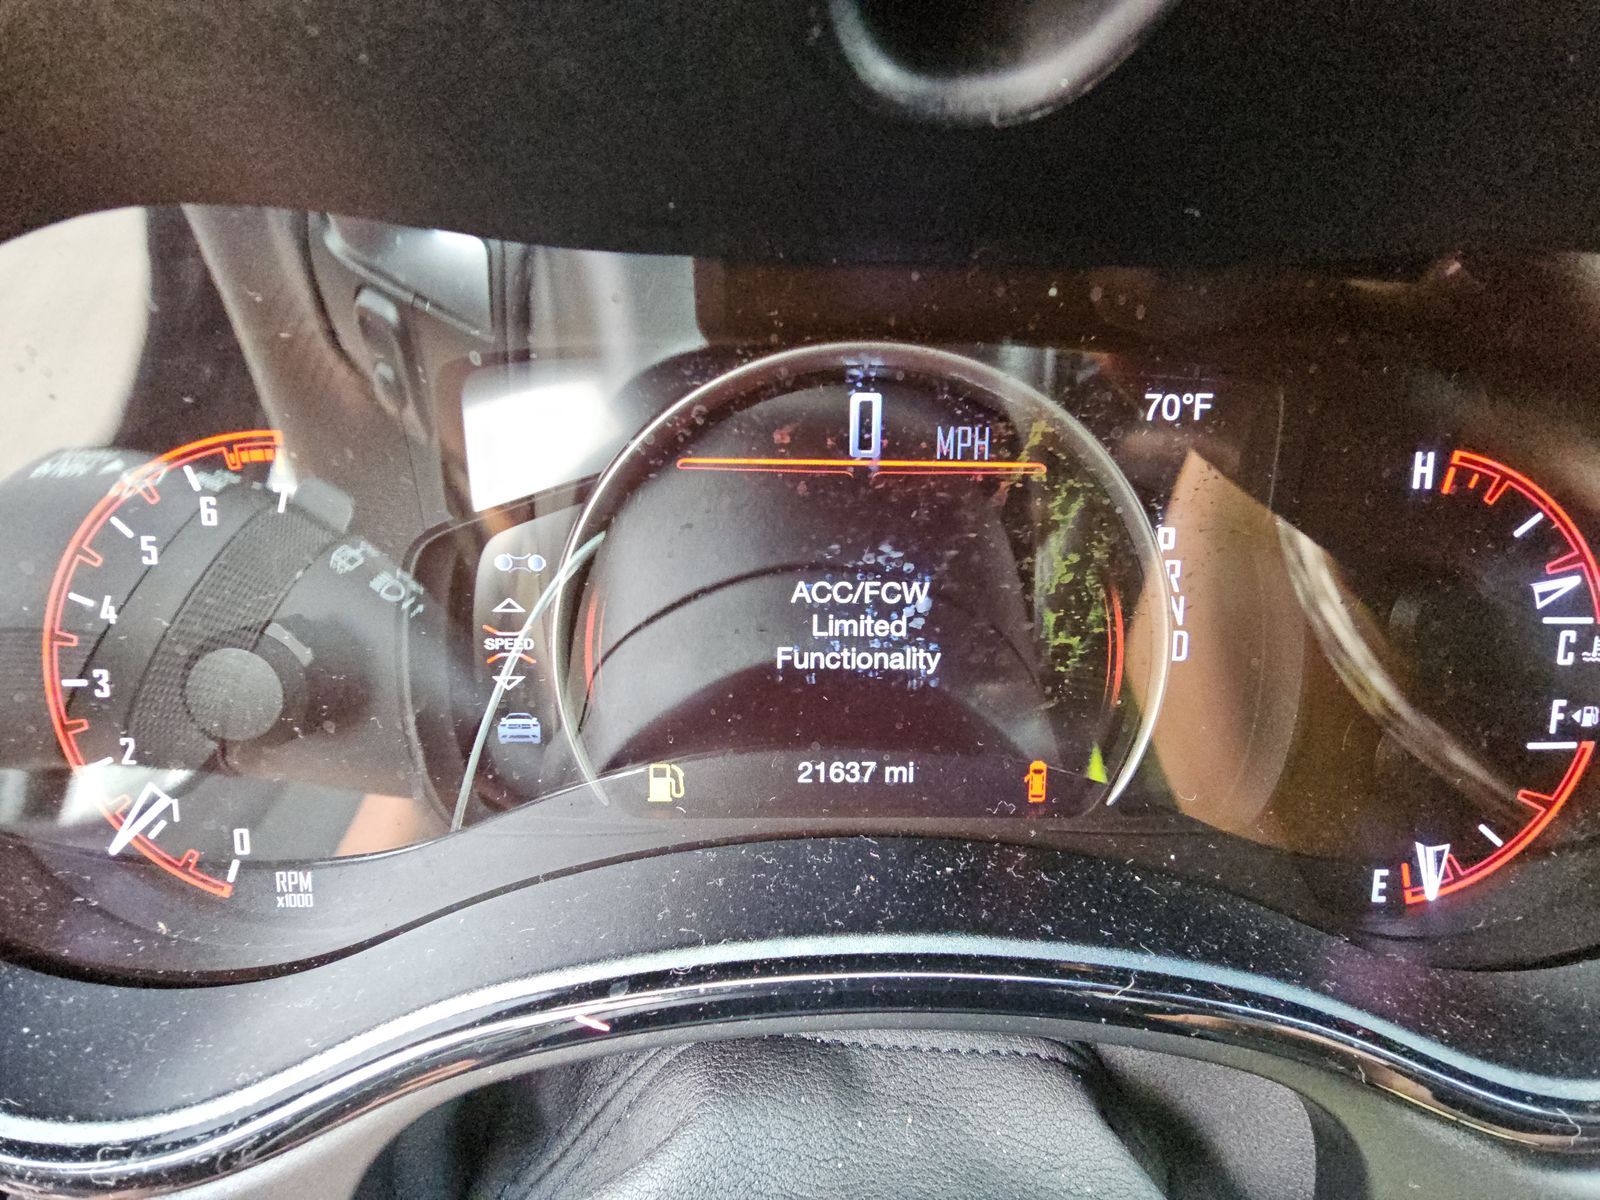 0
MPH
70°F
H
7
6
5
4
3
2
0
RPM
x1000
SPEED
ACC/FCW
Limited
Functionality
P
R
N
D
C
F
E
21637 mi